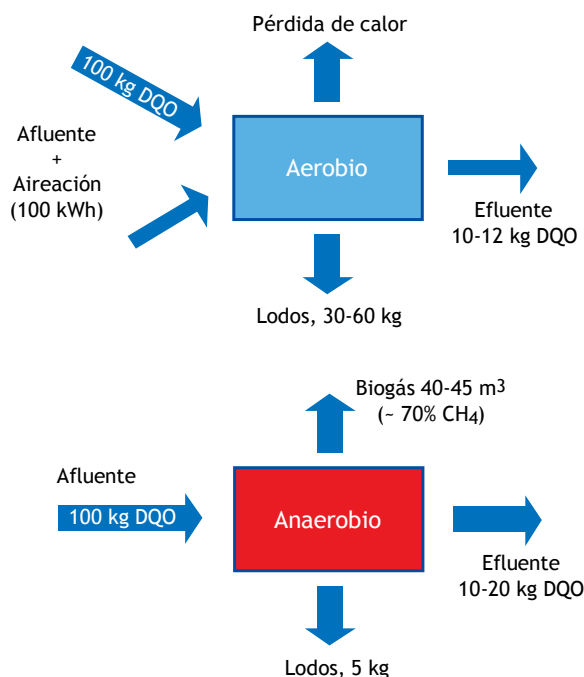 Pérdida de calor
100 kg DQO
Afluente
+
Aireación
(100 kWh)
Aerobio
Efluente
10-12 kg DQO
Lodos, 30-60 kg
Biogás 40-45 m³
(~ 70% CH4)
Afluente
100 kg DQO
Anaerobio
Efluente
10-20 kg DQO
Lodos, 5 kg